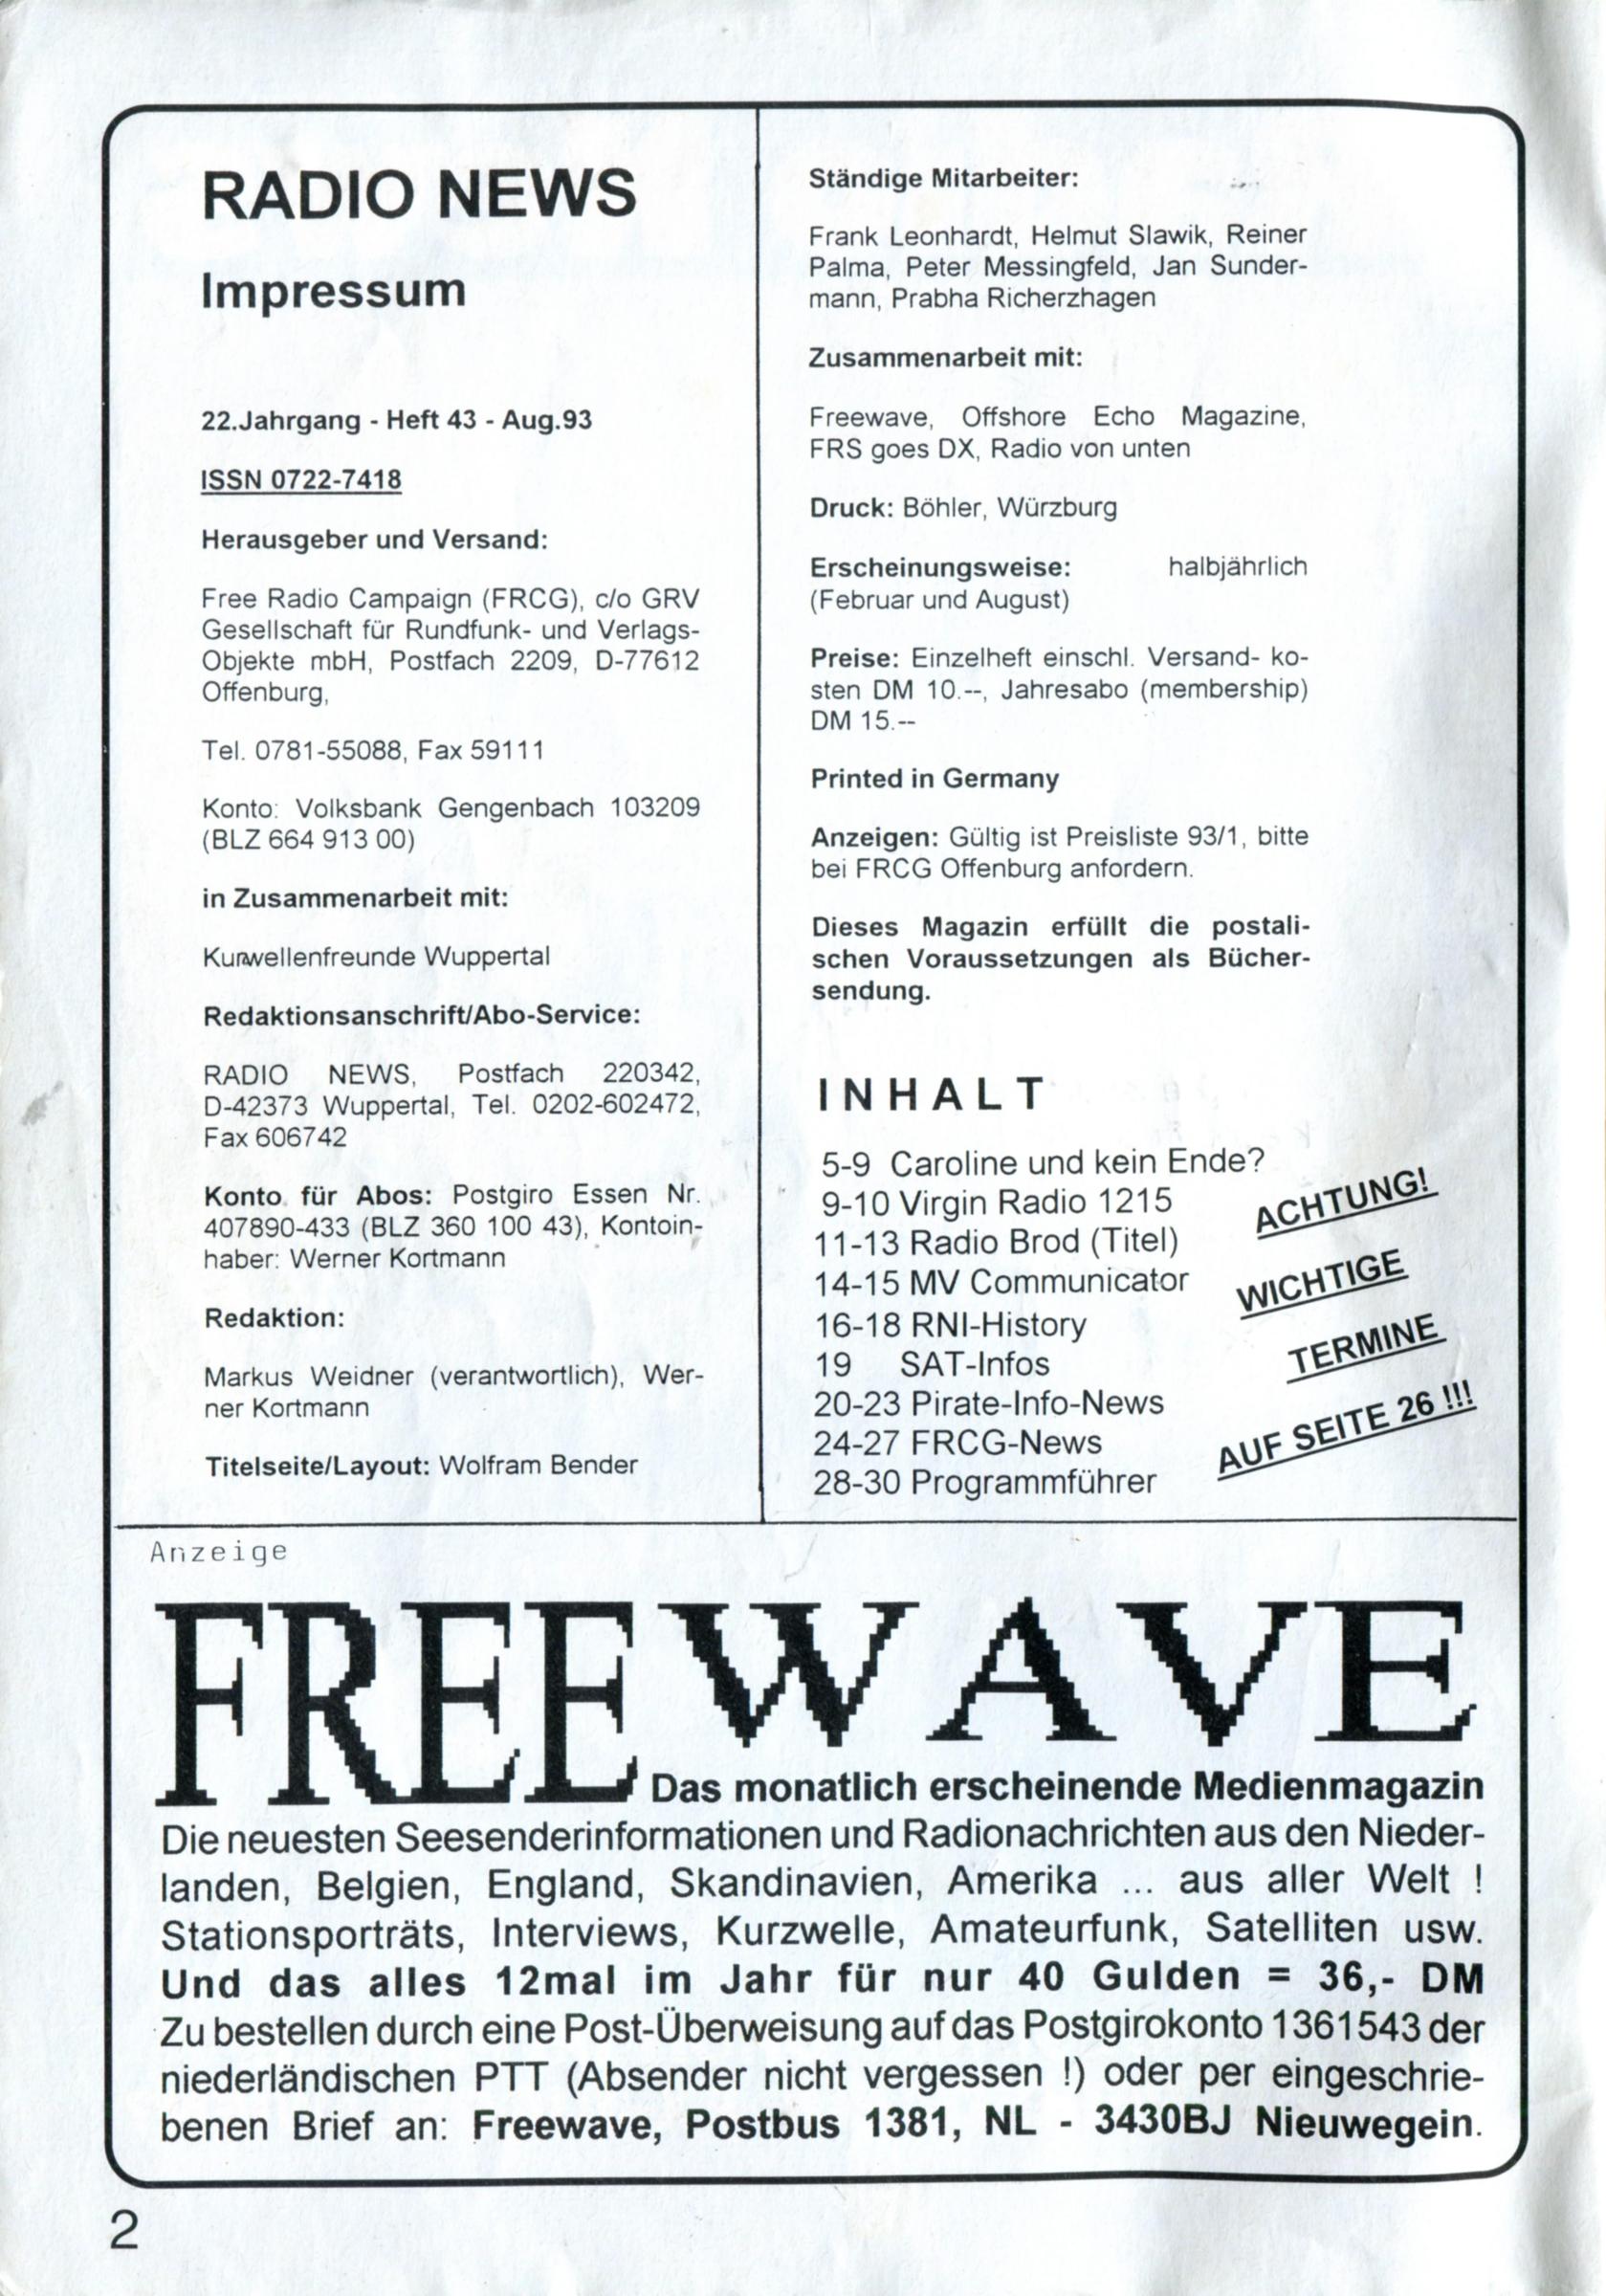 RADIO NEWS
Impressum
22.Jahrgang - Heft 43 - Aug.93
ISSN 0722-7418
Herausgeber und Versand:
Free Radio Campaign (FRCG), c/o GRV
Gesellschaft für Rundfunk- und Verlags-
Objekte mbH, Postfach 2209, D-77612
Offenburg,
Tel. 0781-55088, Fax 59111
Konto: Volksbank Gengenbach 103209
(BLZ 664 913 00)
in Zusammenarbeit mit:
Kurwellenfreunde Wuppertal
Redaktionsanschrift/Abo-Service:
RADIO NEWS, Postfach 220342,
D-42373 Wuppertal, Tel. 0202-602472,
Fax 606742
Konto für Abos: Postgiro Essen Nr.
407890-433 (BLZ 360 100 43), Kontoin-
haber: Werner Kortmann
Redaktion:
Markus Weidner (verantwortlich), Wer-
ner Kortmann
Titelseite/Layout: Wolfram Bender
Ständige Mitarbeiter:
Frank Leonhardt, Helmut Slawik, Reiner
Palma, Peter Messingfeld, Jan Sunder-
mann, Prabha Richerzhagen
Zusammenarbeit mit:
Freewave, Offshore Echo Magazine,
FRS goes DX, Radio von unten
Druck: Böhler, Würzburg
Erscheinungsweise: halbjährlich
(Februar und August)
Preise: Einzelheft einschl. Versand- ko-
sten DM 10.--, Jahresabo (membership)
DM 15.--
Printed in Germany
Anzeigen: Gültig ist Preisliste 93/1, bitte
bei FRCG Offenburg anfordern.
Dieses Magazin erfüllt die postali-
schen Voraussetzungen als Bücher-
sendung.
INHALT
5-9 Caroline und kein Ende?
9-10 Virgin Radio 1215
11-13 Radio Brod (Titel)
14-15 MV Communicator
16-18 RNI-History
19 SAT-Infos
20-23 Pirate-Info-News
24-27 FRCG-News
28-30 Programmführer
ACHTUNG!
WICHTIGE
TERMINE
AUF SEITE 26 !!!
Anzeige
FREEWAVE
Das monatlich erscheinende Medienmagazin
Die neuesten Seesenderinformationen und Radionachrichten aus den Nieder-
landen, Belgien, England, Skandinavien, Amerika ... aus aller Welt !
Stationsporträts, Interviews, Kurzwelle, Amateurfunk, Satelliten usw.
Und das alles 12mal im Jahr für nur 40 Gulden = 36,- DM
Zu bestellen durch eine Post-Überweisung auf das Postgirokonto 1361543 der
niederländischen PTT (Absender nicht vergessen !) oder per eingeschrie-
benen Brief an: Freewave, Postbus 1381, NL - 3430BJ Nieuwegein.
2